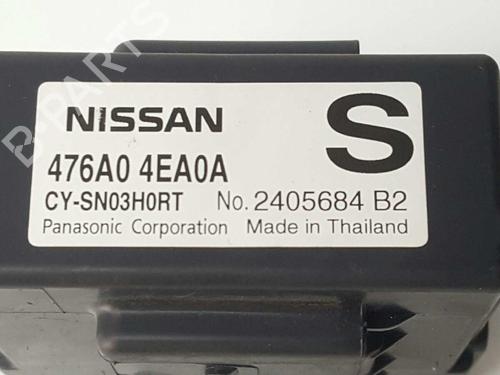 NISSAN
S
476A0 4EA0A
CY-SN03H0RT No. 2405684 B2
Panasonic Corporation Made in Thailand
B-PARTS